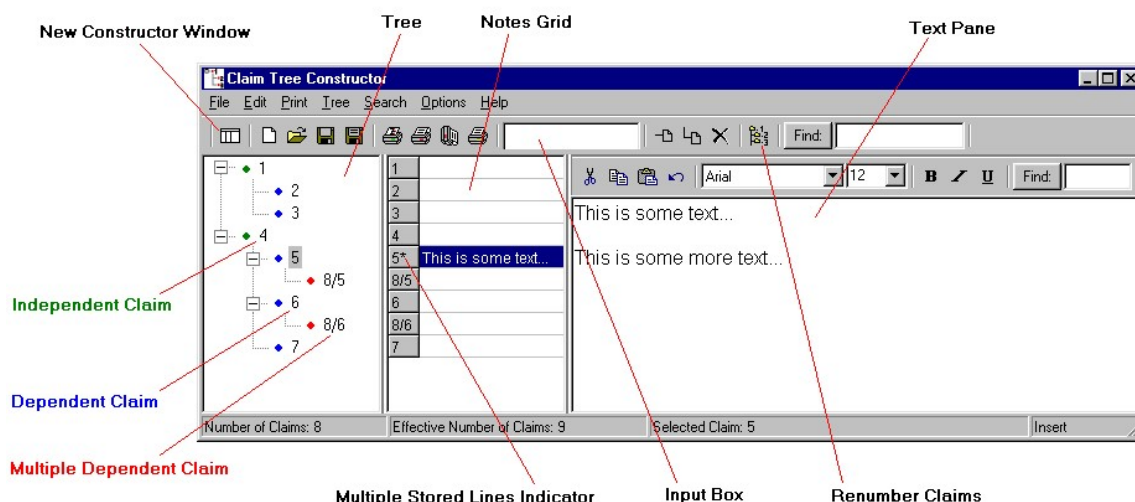 New Constructor Window
Tree
Notes Grid
Text Pane
Claim Tree Constructor
File Edit Print Tree Search Options Help
Find:
1
2
3
4
5
8/5
6
8/6
7
1
2
3
4
5* This is some text...
8/5
6
8/6
7
Arial 12 B I U Find:
This is some text...
This is some more text...
Independent Claim
Dependent Claim
Multiple Dependent Claim
Number of Claims: 8 Effective Number of Claims: 9 Selected Claim: 5 Insert
Multiple Stored Lines Indicator
Input Box
Renumber Claims